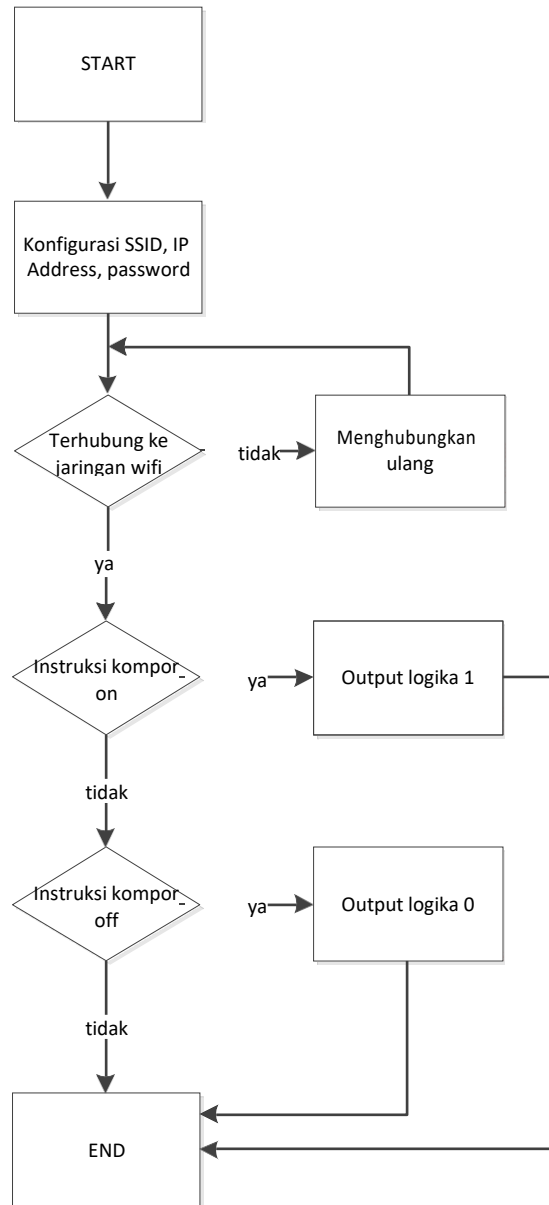 START
Konfigurasi SSID, IP
Address, password
Terhubung ke
jaringan wifi
tidak
Menghubungkan
ulang
ya
Instruksi kompor
on
ya
Output logika 1
tidak
Instruksi kompor
off
ya
Output logika 0
tidak
END